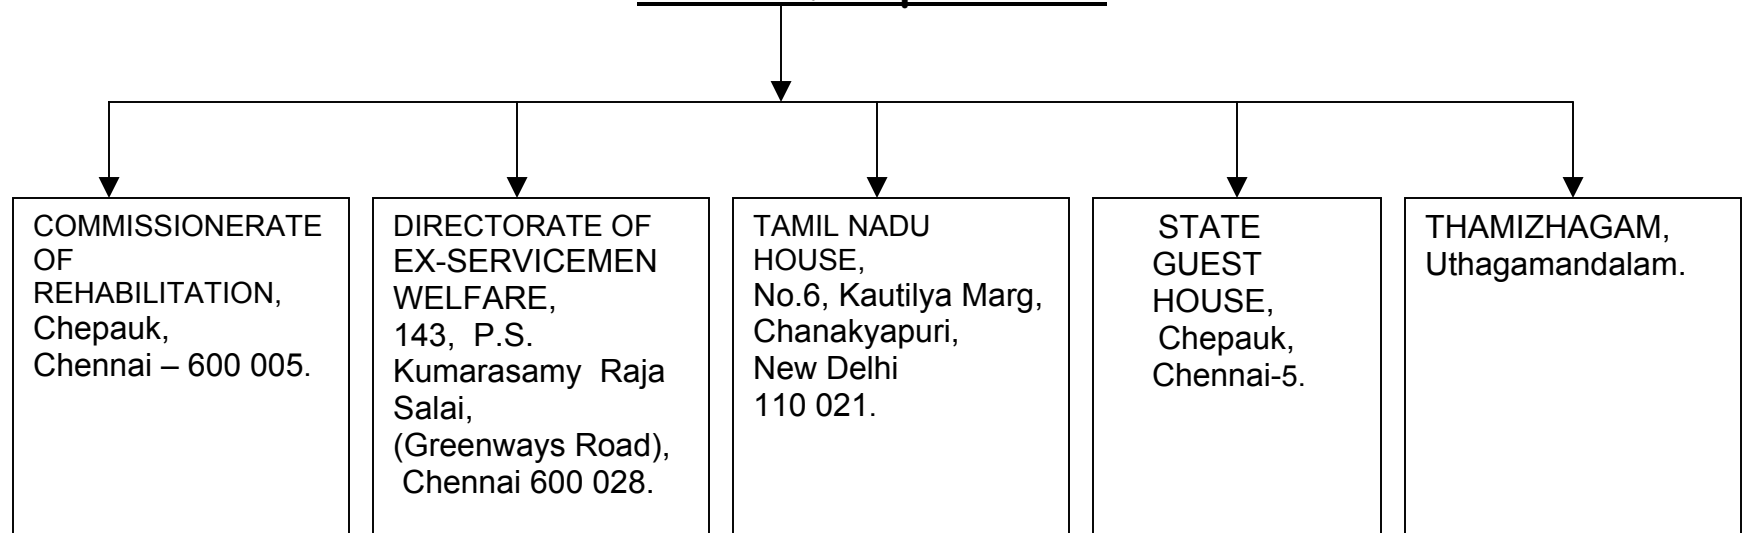 COMMISSIONERATE
OF
REHABILITATION,
Chepauk,
Chennai – 600 005.
DIRECTORATE OF
EX-SERVICEMEN
WELFARE,
143, P.S.
Kumarasamy Raja
Salai,
(Greenways Road),
Chennai 600 028.
TAMIL NADU
HOUSE,
No.6, Kautilya Marg,
Chanakyapuri,
New Delhi
110 021.
STATE
GUEST
HOUSE,
Chepauk,
Chennai-5.
THAMIZHAGAM,
Uthagamandalam.